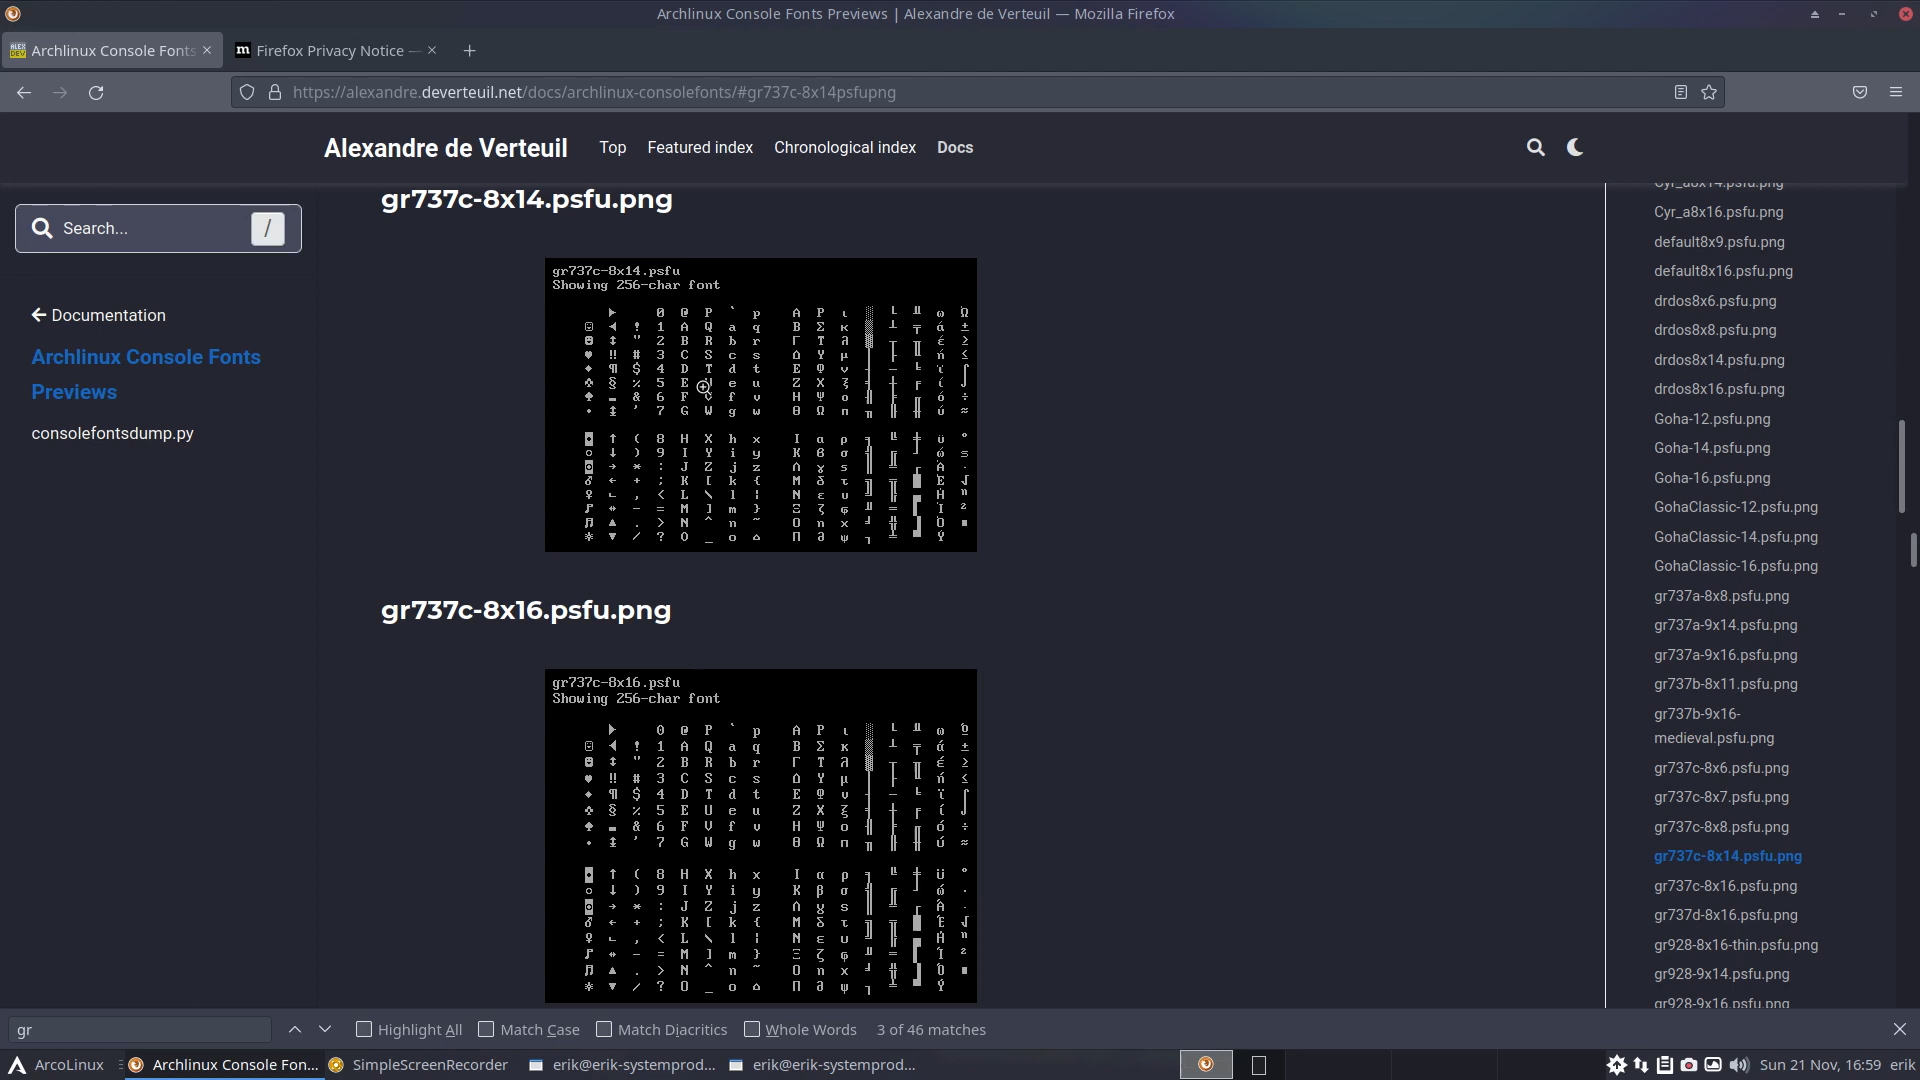 Archlinux Console Fonts Previews | Alexandre de Verteuil — Mozilla Firefox
Archlinux Console Fonts
Firefox Privacy Notice —
https://alexandre.deverteuil.net/docs/archlinux-consolefonts/#gr737c-8x14psfupng
Alexandre de Verteuil
Top
Featured index
Chronological index
Docs
Search...
/
Documentation
Archlinux Console Fonts
Previews
consolefontsdump.py
gr737c-8x14.psfu.png
gr737c-8x14.psfu
Showing 256-char font
gr737c-8x16.psfu.png
gr737c-8x16.psfu
Showing 256-char font
Cyr_a8x14.psfu.png
Cyr_a8x16.psfu.png
default8x9.psfu.png
default8x16.psfu.png
drdos8x6.psfu.png
drdos8x8.psfu.png
drdos8x14.psfu.png
drdos8x16.psfu.png
Goha-12.psfu.png
Goha-14.psfu.png
Goha-16.psfu.png
GohaClassic-12.psfu.png
GohaClassic-14.psfu.png
GohaClassic-16.psfu.png
gr737a-8x8.psfu.png
gr737a-9x14.psfu.png
gr737a-9x16.psfu.png
gr737b-8x11.psfu.png
gr737b-9x16-
medieval.psfu.png
gr737c-8x6.psfu.png
gr737c-8x7.psfu.png
gr737c-8x8.psfu.png
gr737c-8x14.psfu.png
gr737c-8x16.psfu.png
gr737d-8x16.psfu.png
gr928-8x16-thin.psfu.png
gr928-9x14.psfu.png
gr928-9x16.psfu.png
gr
Highlight All
Match Case
Match Diacritics
Whole Words
3 of 46 matches
ArcoLinux
Archlinux Console Fon...
SimpleScreenRecorder
erik@erik-systemprod...
erik@erik-systemprod...
Sun 21 Nov, 16:59
erik